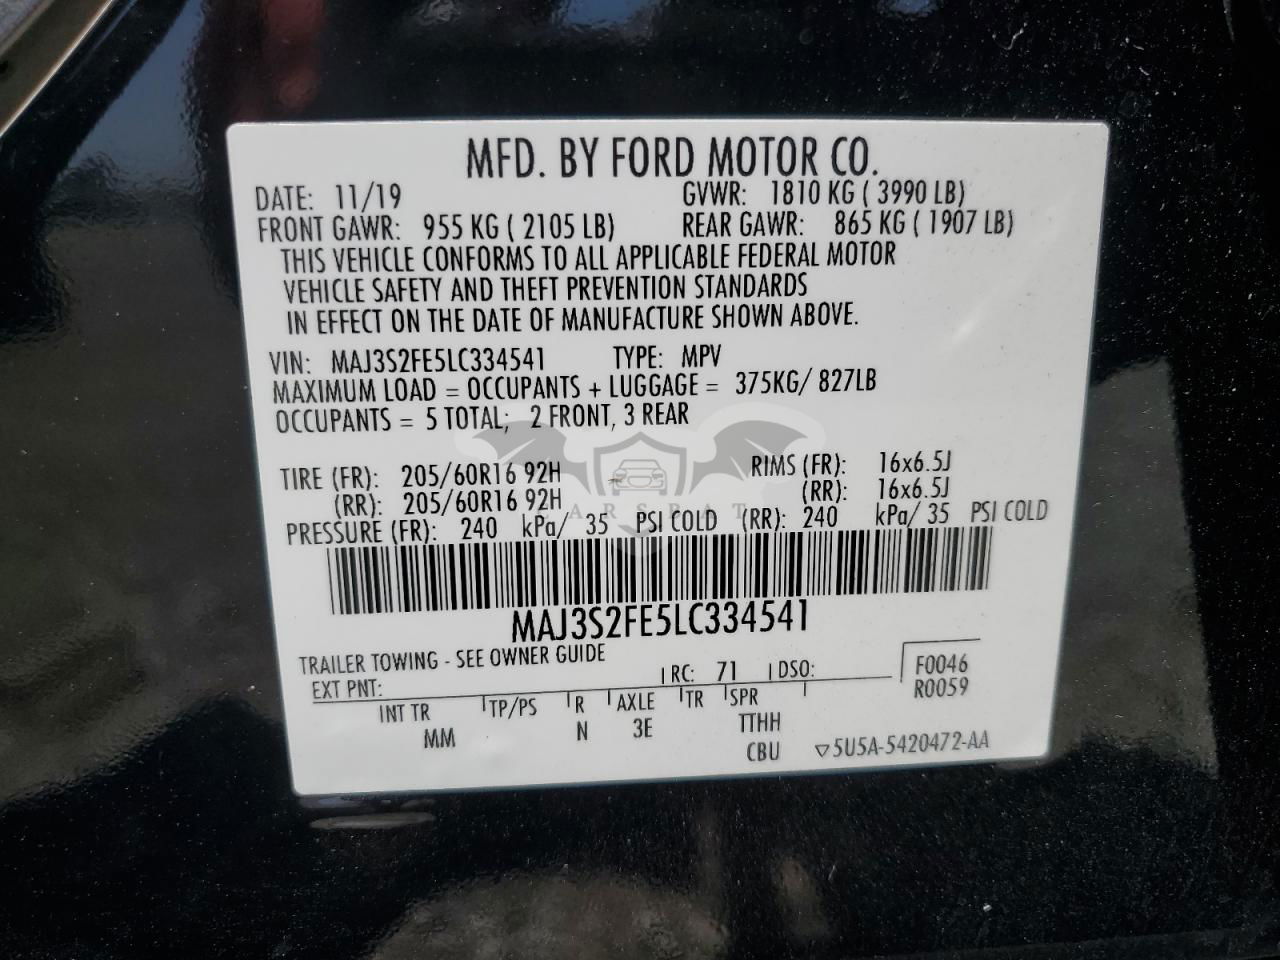 MFD. BY FORD MOTOR CO.
DATE: 11/19 GVWR: 1810 KG ( 3990 LB)
FRONT GAWR: 955 KG ( 2105 LB) REAR GAWR: 865 KG ( 1907 LB)
THIS VEHICLE CONFORMS TO ALL APPLICABLE FEDERAL MOTOR
VEHICLE SAFETY AND THEFT PREVENTION STANDARDS
IN EFFECT ON THE DATE OF MANUFACTURE SHOWN ABOVE.
VIN: MAJ3S2FE5LC334541 TYPE: MPV
MAXIMUM LOAD = OCCUPANTS + LUGGAGE = 375KG/ 827LB
OCCUPANTS = 5 TOTAL; 2 FRONT, 3 REAR
TIRE (FR): 205/60R16 92H RIMS (FR): 16x6.5J
(RR): 205/60R16 92H (RR): 16x6.5J
CARSPAT
PRESSURE (FR): 240 kPa/ 35 PSI COLD (RR): 240 kPa/ 35 PSI COLD
MAJ3S2FE5LC334541
TRAILER TOWING - SEE OWNER GUIDE
EXT PNT: RC: 71 DSO: F0046
R0059
INT TR TP/PS R AXLE TR SPR
MM N 3E TTHH
CBU ▽5U5A-5420472-AA